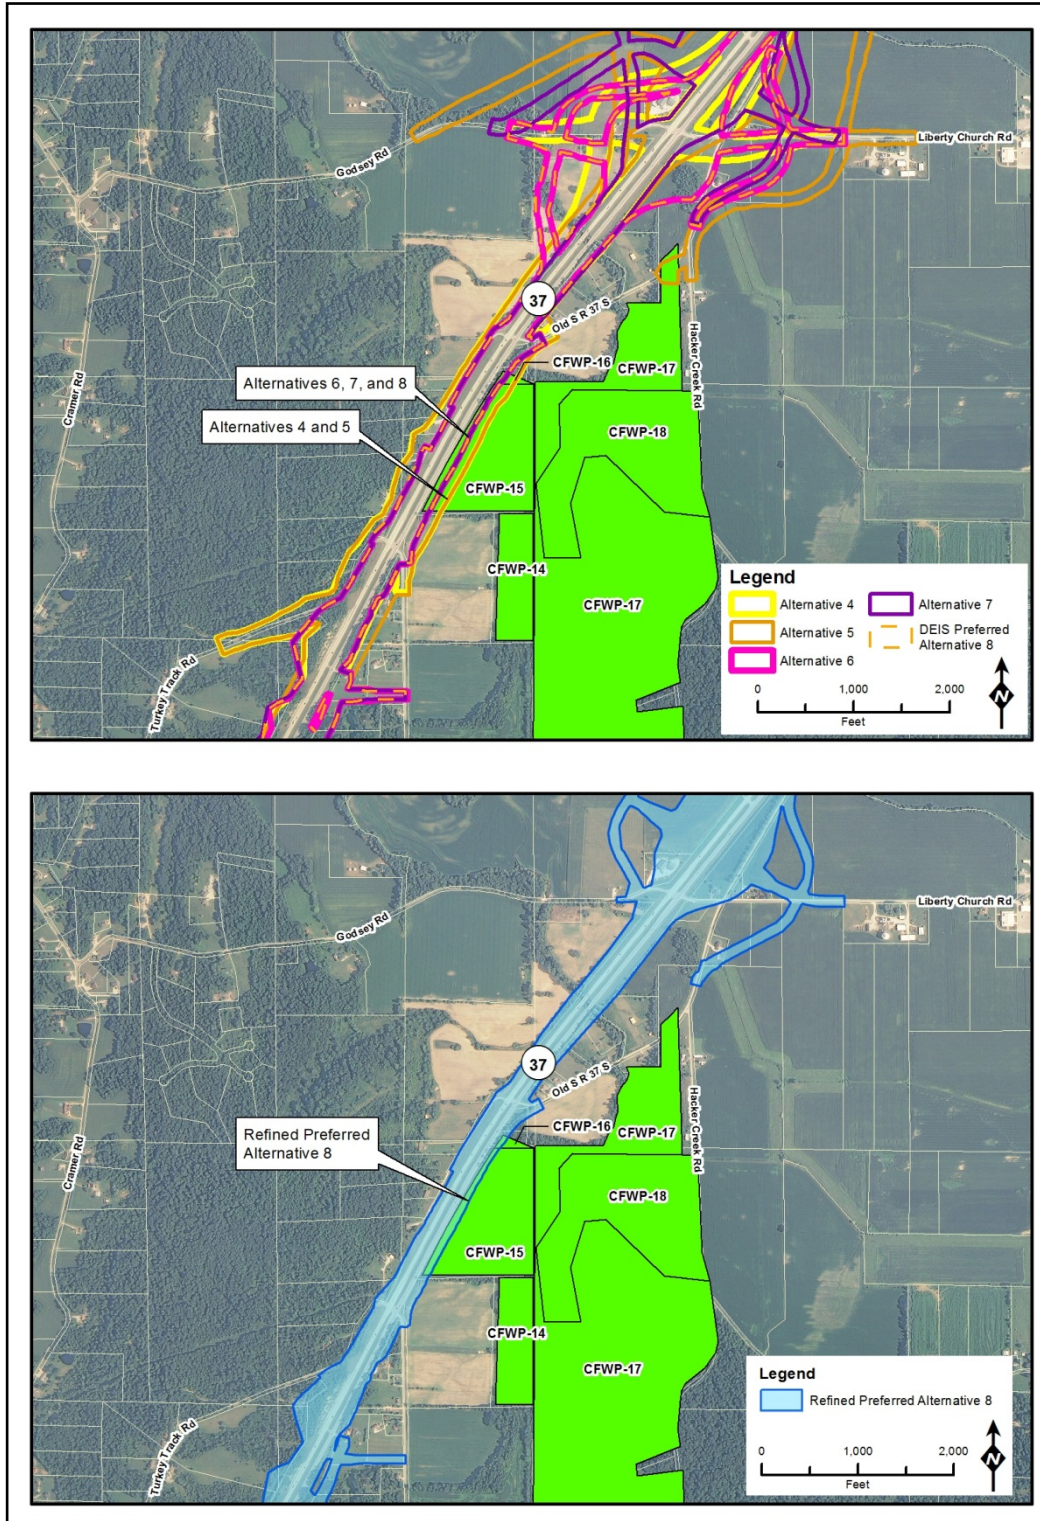 Liberty Church Rd
Godsey Rd
37
Old S R 37 S
Hacker Creek Rd
Cramer Rd
CFWP-16
CFWP-17
Alternatives 6, 7, and 8
Alternatives 4 and 5
CFWP-18
CFWP-15
CFWP-14
CFWP-17
Turkey Track Rd
Legend
Alternative 4
Alternative 5
Alternative 6
Alternative 7
DEIS Preferred
Alternative 8
0 1,000 2,000
Feet
N
Liberty Church Rd
Godsey Rd
37
Old S R 37 S
Hacker Creek Rd
Cramer Rd
CFWP-16
CFWP-17
Refined Preferred
Alternative 8
CFWP-18
CFWP-15
CFWP-14
CFWP-17
Turkey Track Rd
Legend
Refined Preferred Alternative 8
0 1,000 2,000
Feet
N